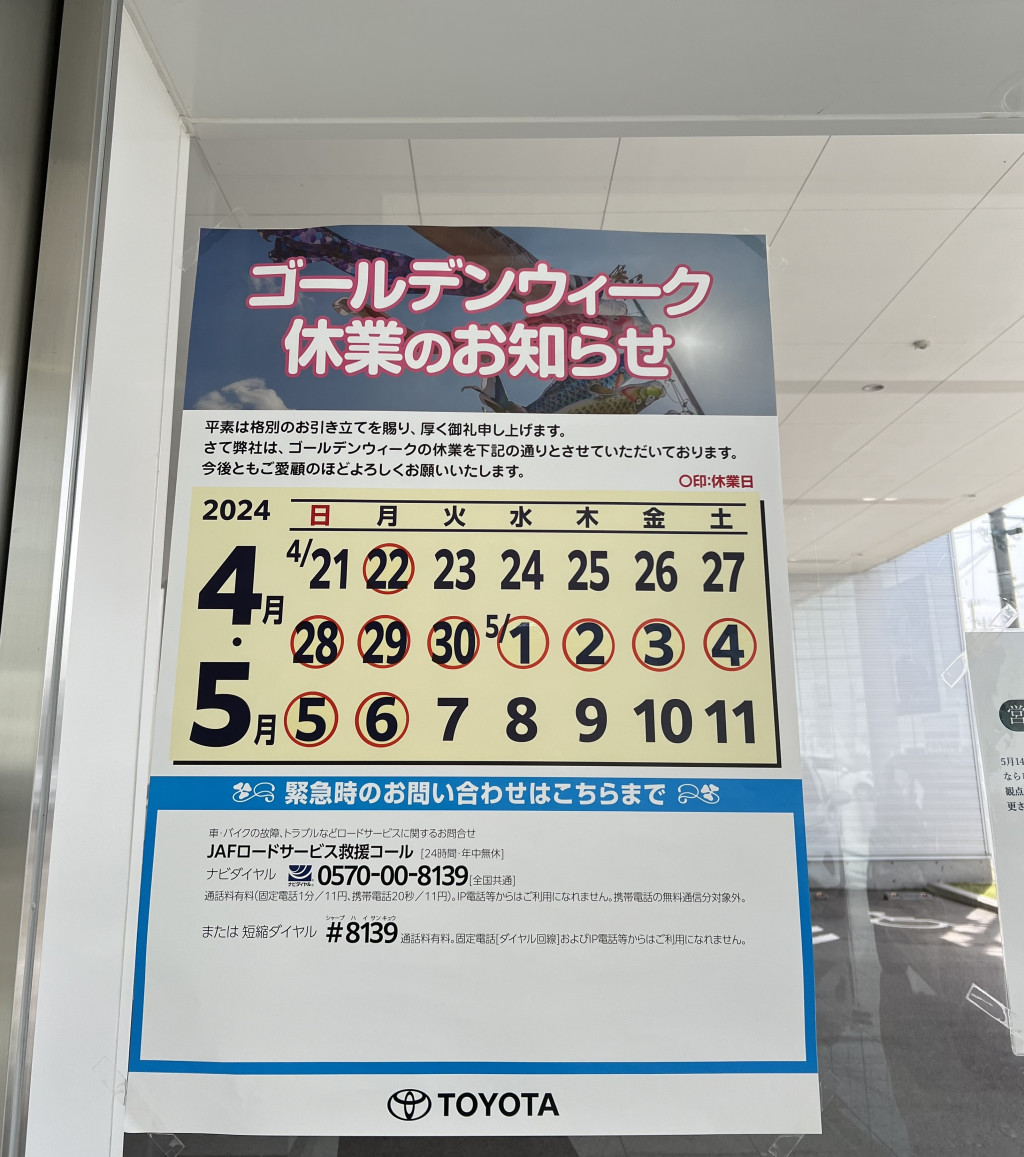 ゴールデンウィーク
休業のお知らせ
平素は格別のお引き立てを賜り、厚く御礼申し上げます。
さて弊社は、ゴールデンウィークの休業を下記の通りとさせていただいております。
今後ともご愛顧のほどよろしくお願いいたします。
○印:休業日
2024 日 月 火 水 木 金 土
4月・5月
4/21 22 23 24 25 26 27
28 29 30 5/1 2 3 4
5 6 7 8 9 10 11
緊急時のお問い合わせはこちらまで
車・バイクの故障、トラブルなどロードサービスに関するお問合せ
JAFロードサービス救援コール [24時間・年中無休]
ナビダイヤル ナビダイヤル 0570-00-8139 [全国共通]
通話料有料(固定電話1分/11円、携帯電話20秒/11円)。IP電話等からはご利用になれません。携帯電話の無料通信分対象外。
シャープ ハイ サンキュウ
または 短縮ダイヤル #8139 通話料有料。固定電話[ダイヤル回線]およびIP電話等からはご利用になれません。
TOYOTA
営
5月14
なら
観点
更さ